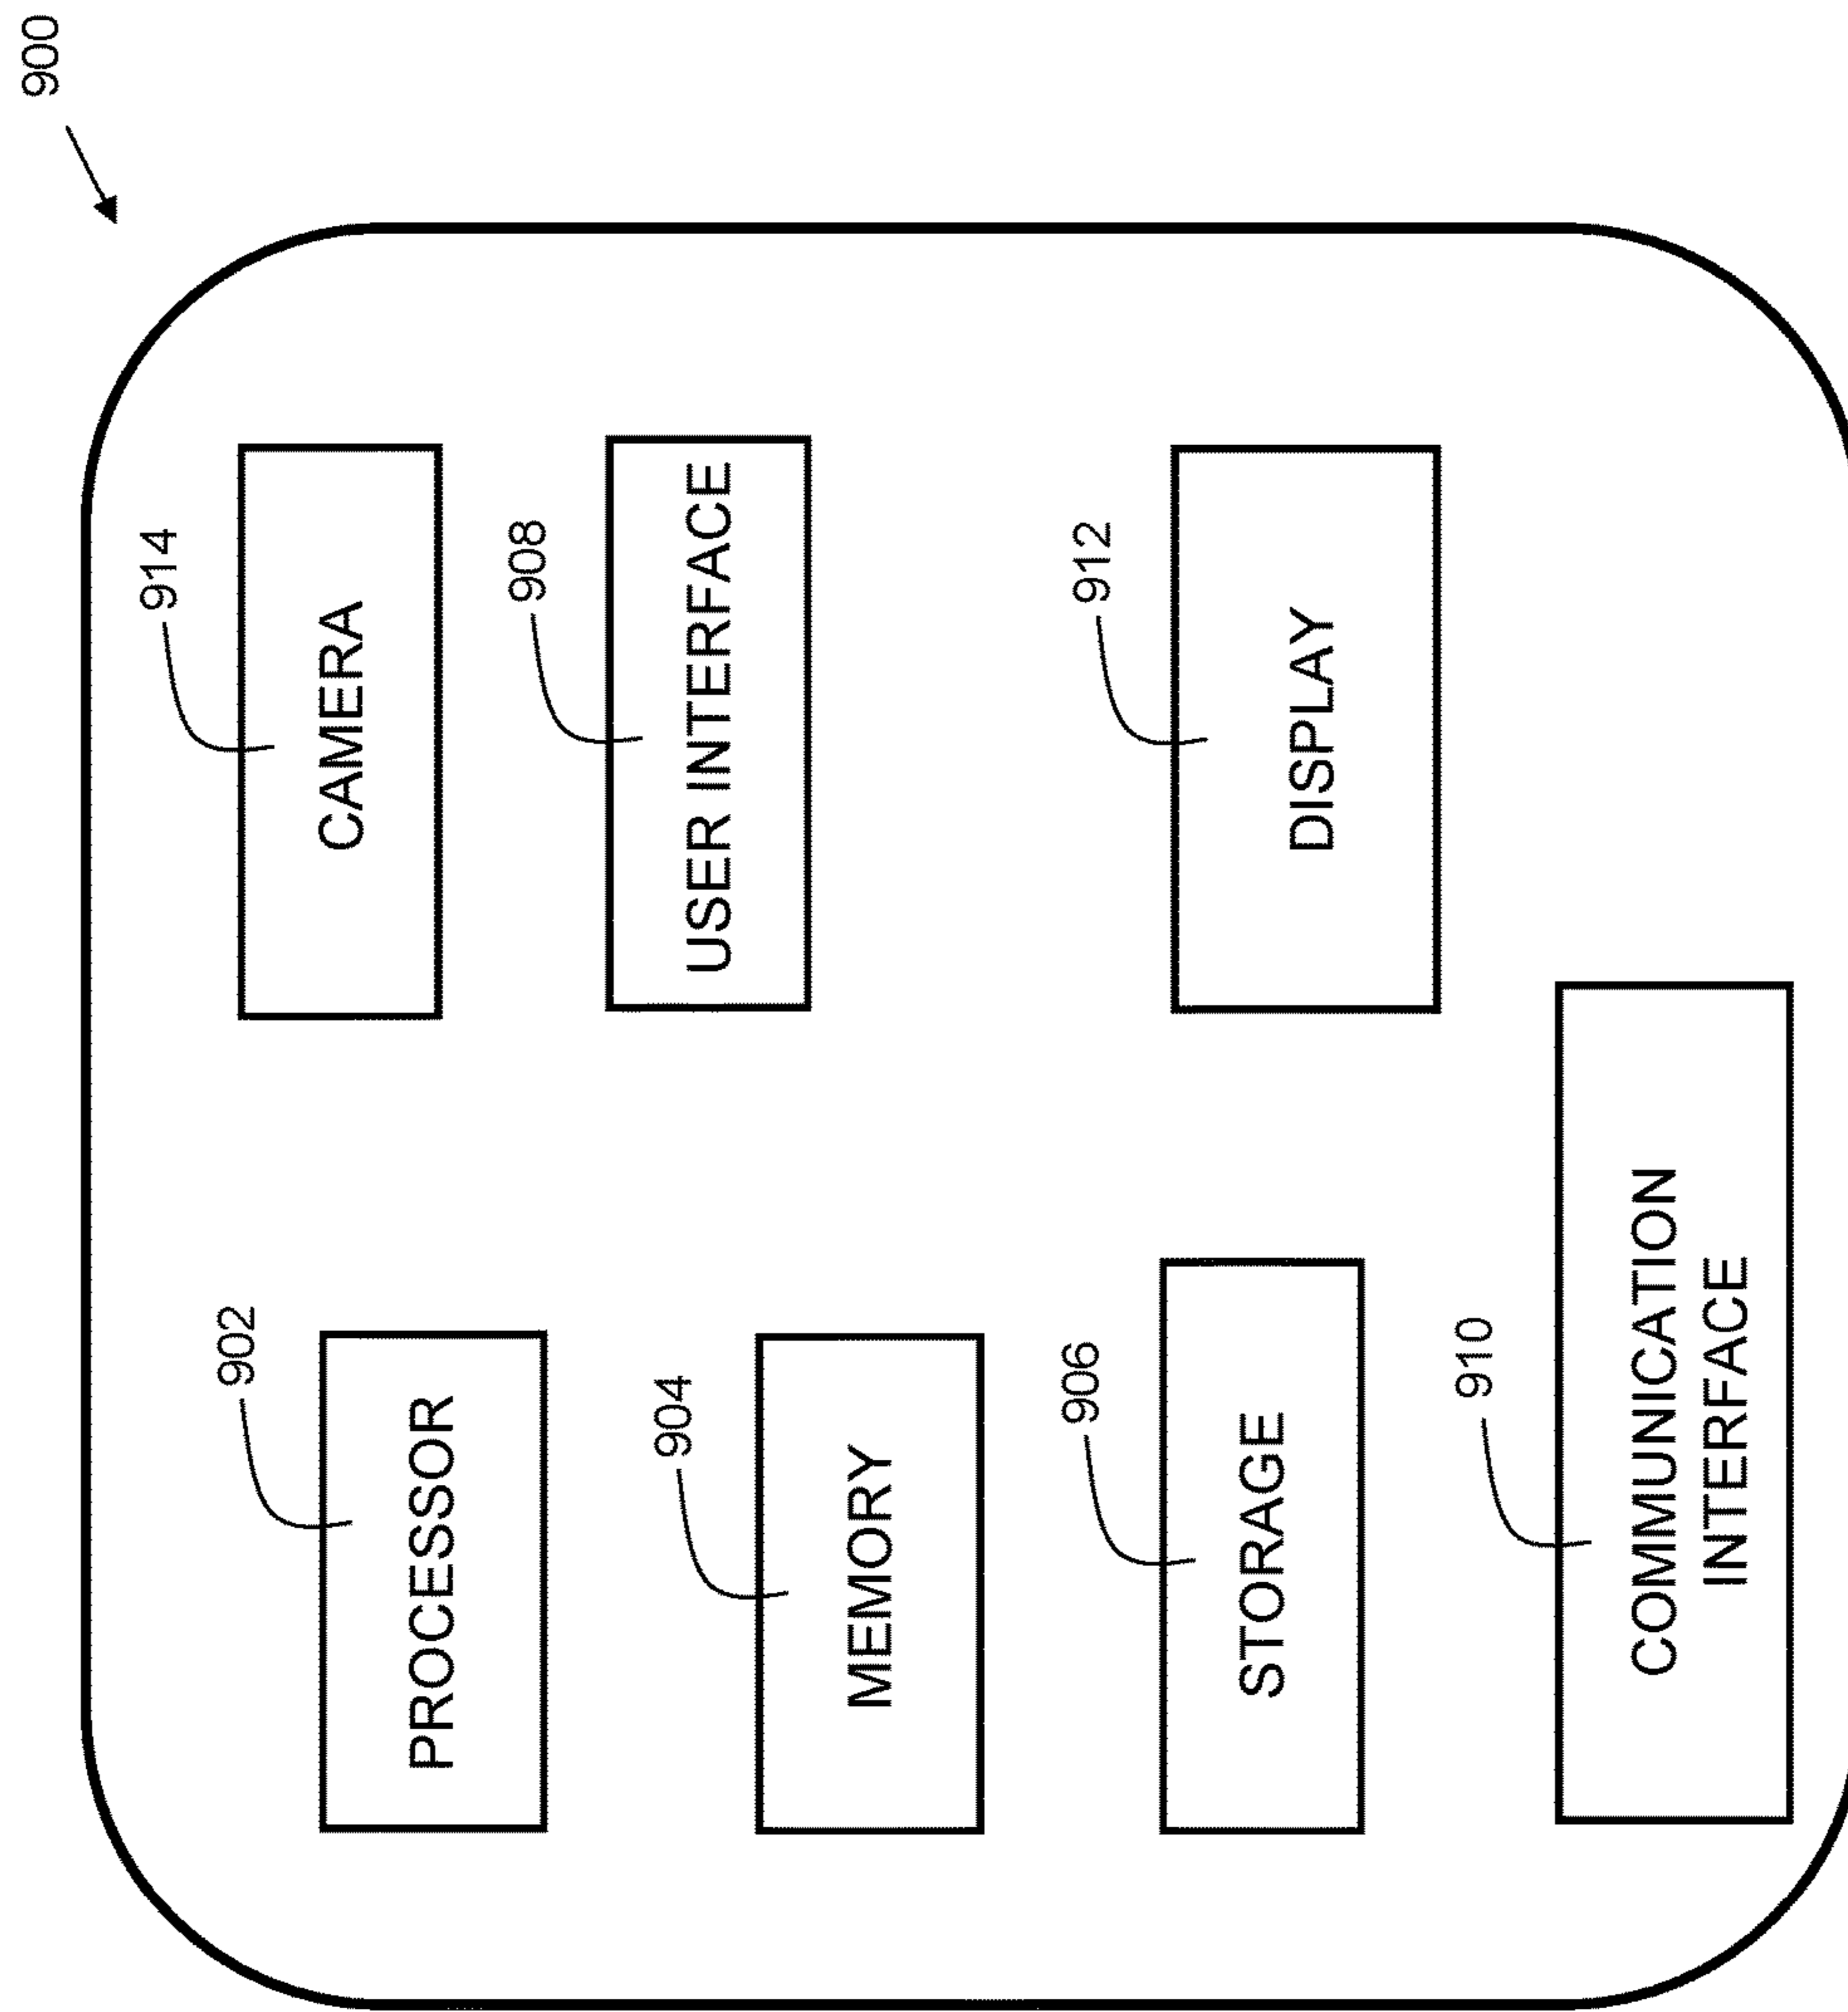 900
902
PROCESSOR
904
MEMORY
906
STORAGE
910
COMMUNICATION
INTERFACE
914
CAMERA
908
USER INTERFACE
912
DISPLAY